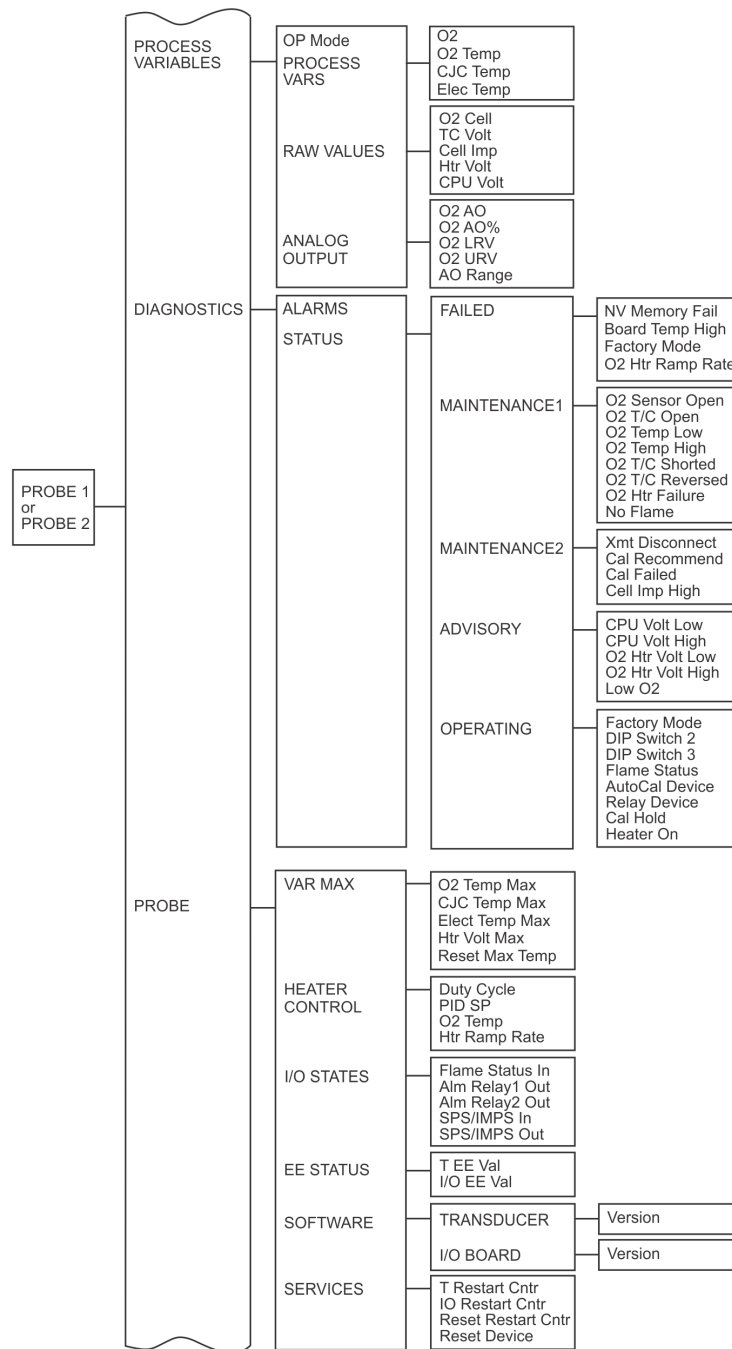 PROBE 1
or
PROBE 2
PROCESS
VARIABLES
OP Mode
PROCESS
VARS
O2
O2 Temp
CJC Temp
Elec Temp
RAW VALUES
O2 Cell
TC Volt
Cell Imp
Htr Volt
CPU Volt
ANALOG
OUTPUT
O2 AO
O2 AO%
O2 LRV
O2 URV
AO Range
DIAGNOSTICS
ALARMS
STATUS
FAILED
NV Memory Fail
Board Temp High
Factory Mode
O2 Htr Ramp Rate
MAINTENANCE1
O2 Sensor Open
O2 T/C Open
O2 Temp Low
O2 Temp High
O2 T/C Shorted
O2 T/C Reversed
O2 Htr Failure
No Flame
MAINTENANCE2
Xmt Disconnect
Cal Recommend
Cal Failed
Cell Imp High
ADVISORY
CPU Volt Low
CPU Volt High
O2 Htr Volt Low
O2 Htr Volt High
Low O2
OPERATING
Factory Mode
DIP Switch 2
DIP Switch 3
Flame Status
AutoCal Device
Relay Device
Cal Hold
Heater On
PROBE
VAR MAX
O2 Temp Max
CJC Temp Max
Elect Temp Max
Htr Volt Max
Reset Max Temp
HEATER
CONTROL
Duty Cycle
PID SP
O2 Temp
Htr Ramp Rate
I/O STATES
Flame Status In
Alm Relay1 Out
Alm Relay2 Out
SPS/IMPS In
SPS/IMPS Out
EE STATUS
T EE Val
I/O EE Val
SOFTWARE
TRANSDUCER
Version
I/O BOARD
Version
SERVICES
T Restart Cntr
IO Restart Cntr
Reset Restart Cntr
Reset Device